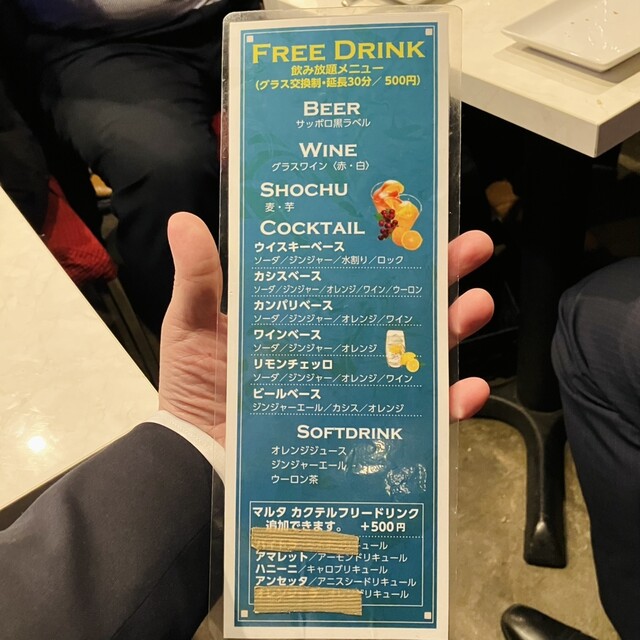 FREE DRINK
飲み放題メニュー
(グラス交換制・延長30分/500円)
BEER
サッポロ黒ラベル
WINE
グラスワイン〈赤・白〉
SHOCHU
麦・芋
COCKTAIL
ウイスキーベース
ソーダ/ジンジャー/水割り/ロック
カシスベース
ソーダ/ジンジャー/オレンジ/ワイン/ウーロン
カンパリベース
ソーダ/ジンジャー/オレンジ/ワイン
ワインベース
ソーダ/ジンジャー/オレンジ
リモンチェッロ
ソーダ/ジンジャー/オレンジ/ワイン
ビールベース
ジンジャーエール/カシス/オレンジ
SOFTDRINK
オレンジジュース
ジンジャーエール
ウーロン茶
マルタ カクテルフリードリンク
追加できます。 +500円
ュール
アマレット/アーモンドリキュール
ハニーニ/キャロブリキュール
アンセッタ/アニスシードリキュール
リキュール